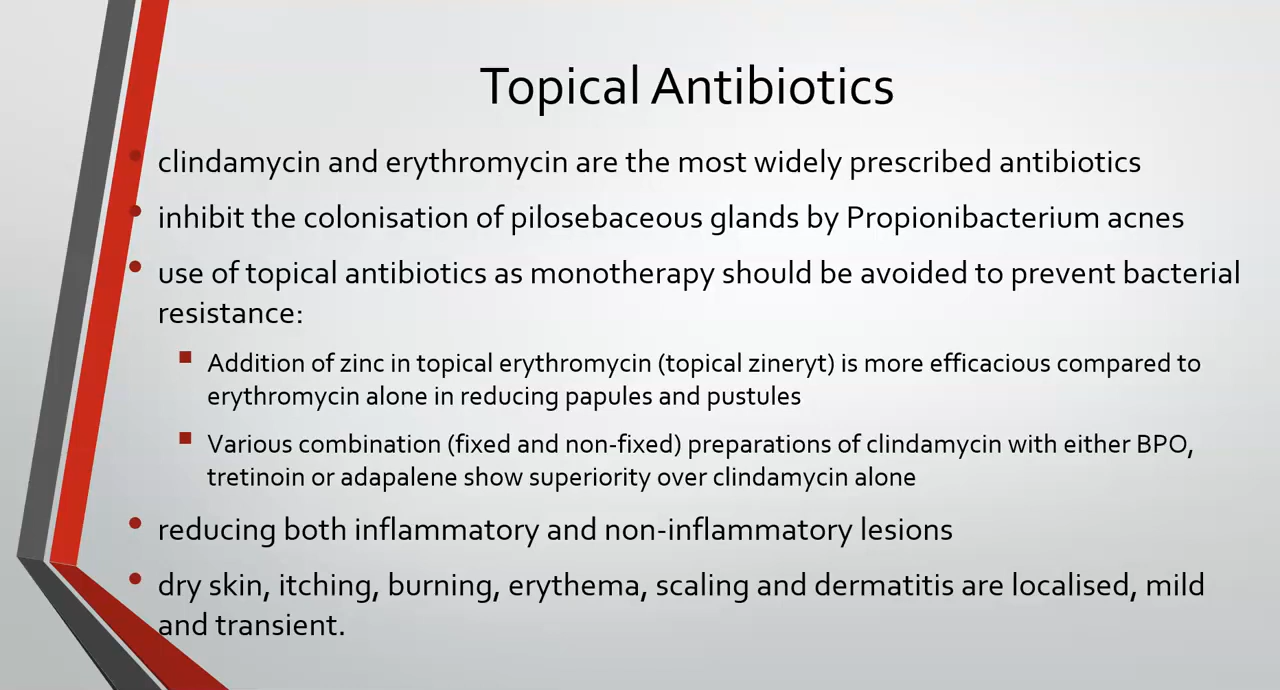 Topical Antibiotics
• clindamycin and erythromycin are the most widely prescribed antibiotics
• inhibit the colonisation of pilosebaceous glands by Propionibacterium acnes
• use of topical antibiotics as monotherapy should be avoided to prevent bacterial
resistance:
▪ Addition of zinc in topical erythromycin (topical zineryt) is more efficacious compared to
erythromycin alone in reducing papules and pustules
▪ Various combination (fixed and non-fixed) preparations of clindamycin with either BPO,
tretinoin or adapalene show superiority over clindamycin alone
• reducing both inflammatory and non-inflammatory lesions
• dry skin, itching, burning, erythema, scaling and dermatitis are localised, mild
and transient.